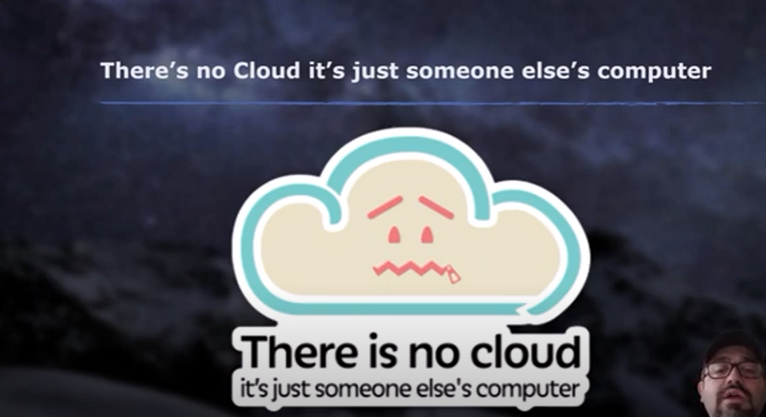 There’s no Cloud it’s just someone else’s computer
There is no cloud
it's just someone else's computer